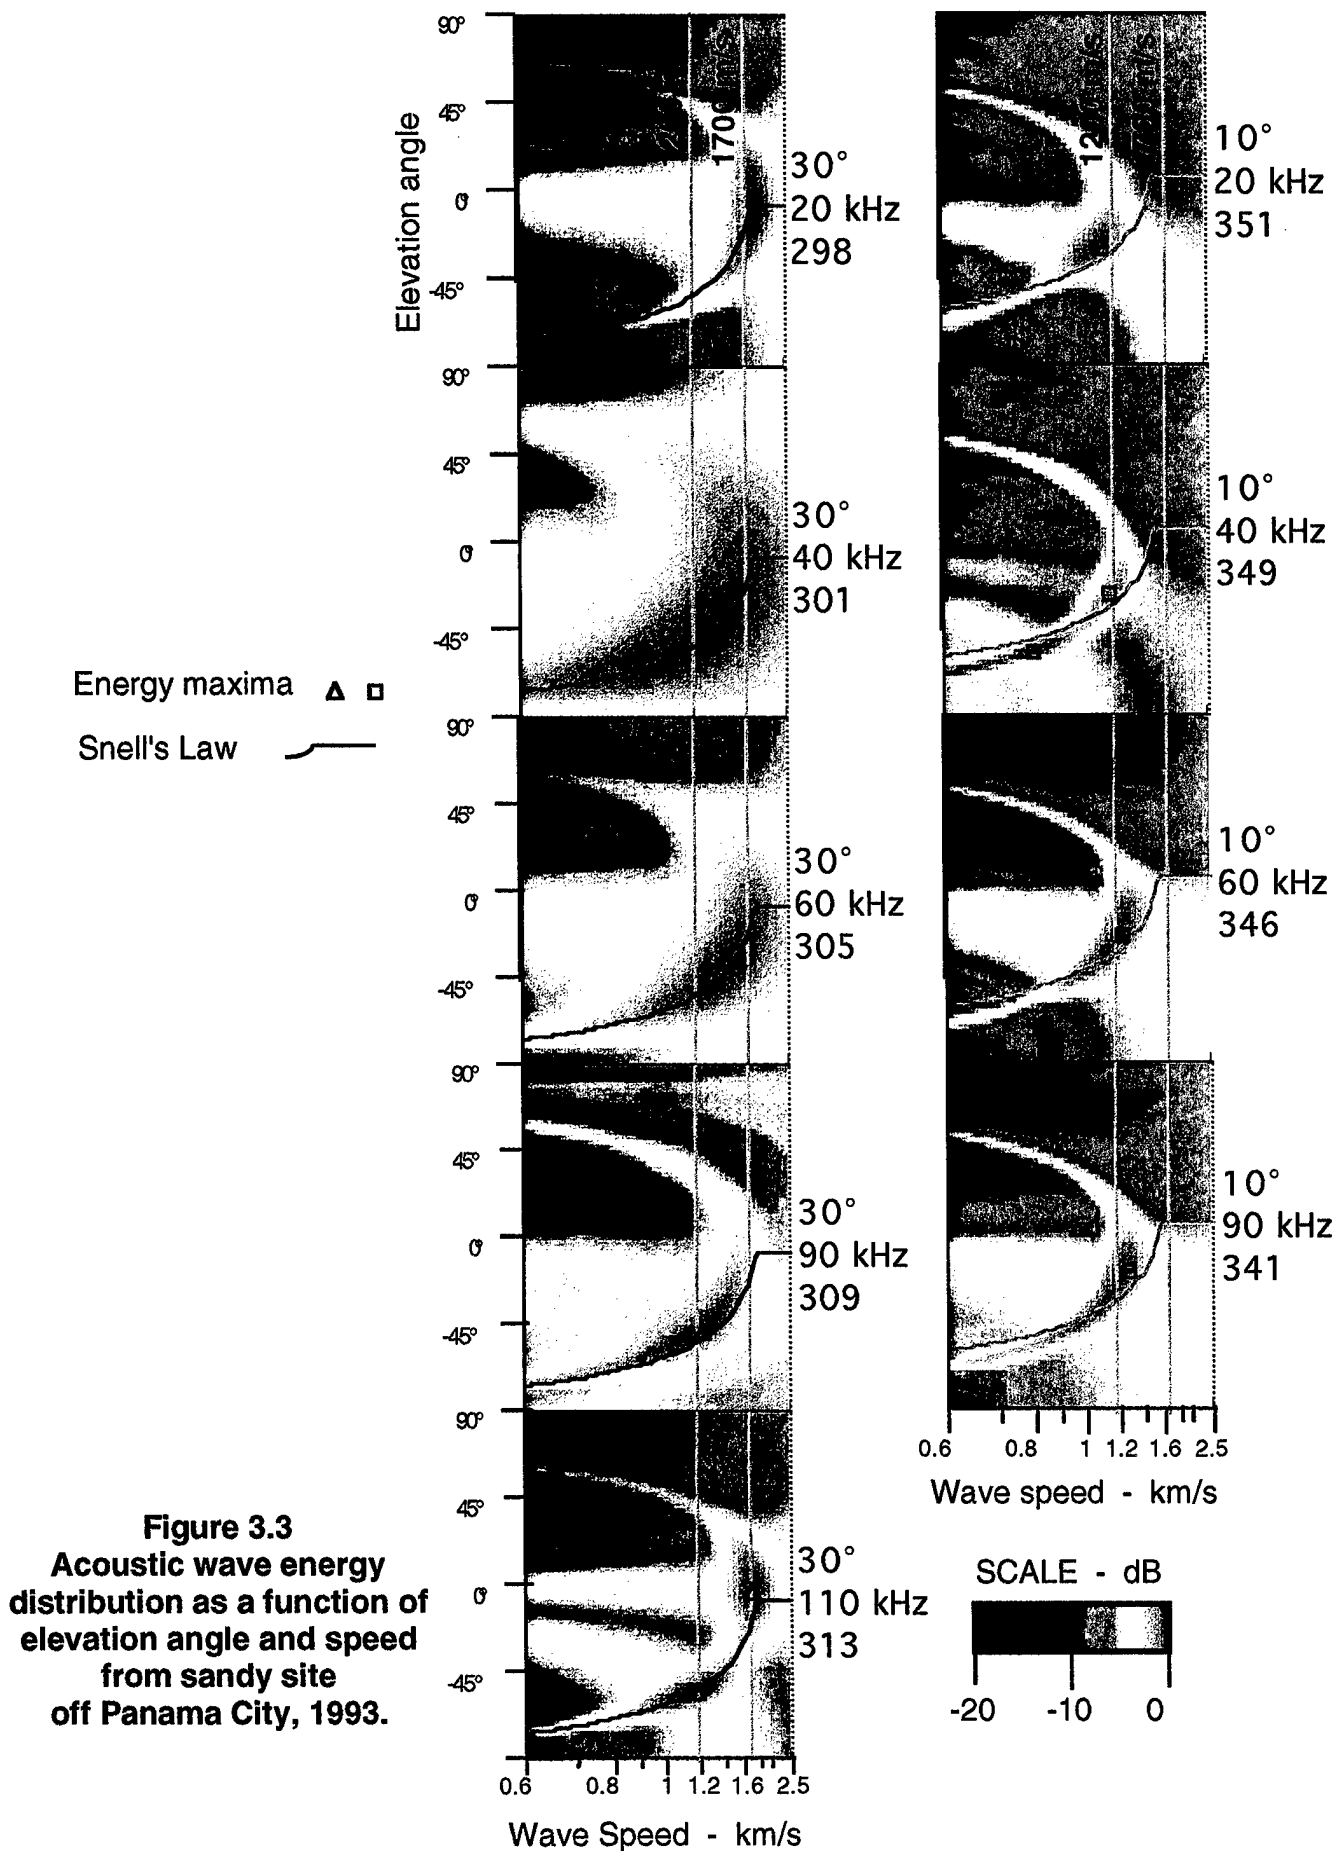 90°
45°
0°
-45°
Elevation angle
1700m/s
30°
20 kHz
298
90°
45°
0°
-45°
30°
40 kHz
301
90°
45°
0°
-45°
30°
60 kHz
305
90°
45°
0°
-45°
30°
90 kHz
309
90°
45°
0°
-45°
30°
110 kHz
313
0.6 0.8 1 1.2 1.6 2.5
Wave Speed - km/s
10°
20 kHz
351
10°
40 kHz
349
10°
60 kHz
346
10°
90 kHz
341
0.6 0.8 1 1.2 1.6 2.5
Wave speed - km/s
Energy maxima
Snell's Law
Figure 3.3
Acoustic wave energy
distribution as a function of
elevation angle and speed
from sandy site
off Panama City, 1993.
SCALE - dB
-20 -10 0